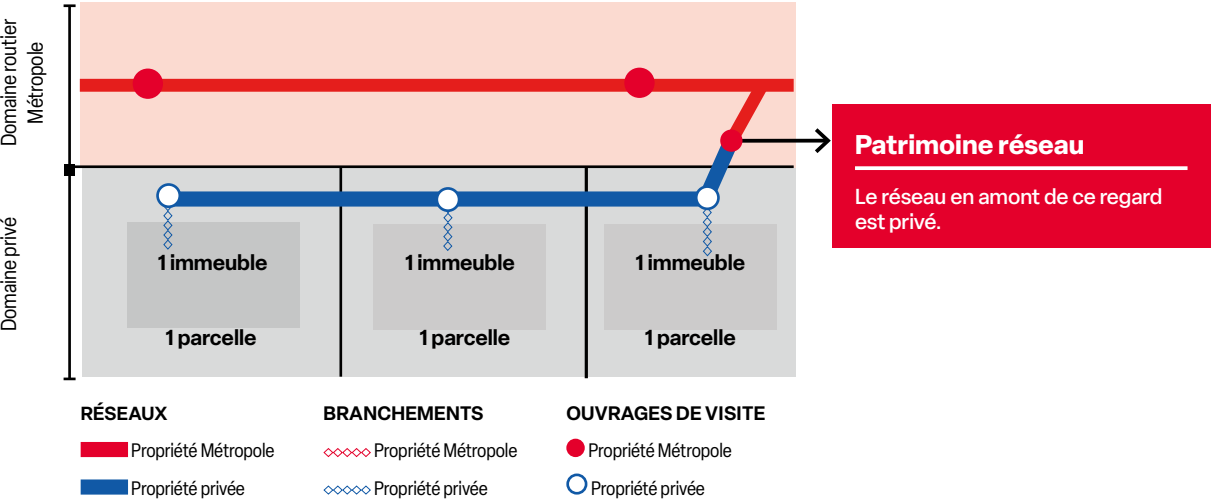 Domaine routier
Métropole
Domaine privé
Patrimoine réseau
Le réseau en amont de ce regard
est privé.
1 immeuble
1 immeuble
1 immeuble
1 parcelle
1 parcelle
1 parcelle
RÉSEAUX
Propriété Métropole
Propriété privée
BRANCHEMENTS
Propriété Métropole
Propriété privée
OUVRAGES DE VISITE
Propriété Métropole
Propriété privée